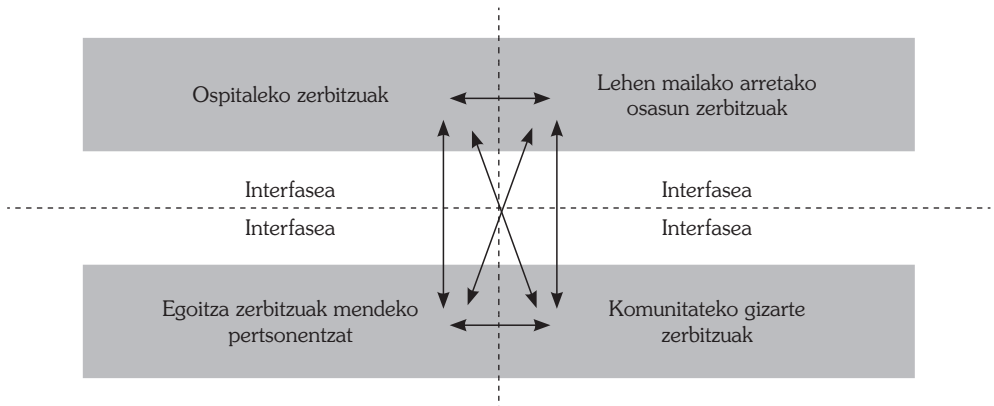 Ospitaleko zerbitzuak
Lehen mailako arretako
osasun zerbitzuak
Interfasea
Interfasea
Interfasea
Interfasea
Egoitza zerbitzuak mendeko
pertsonentzat
Komunitateko gizarte
zerbitzuak